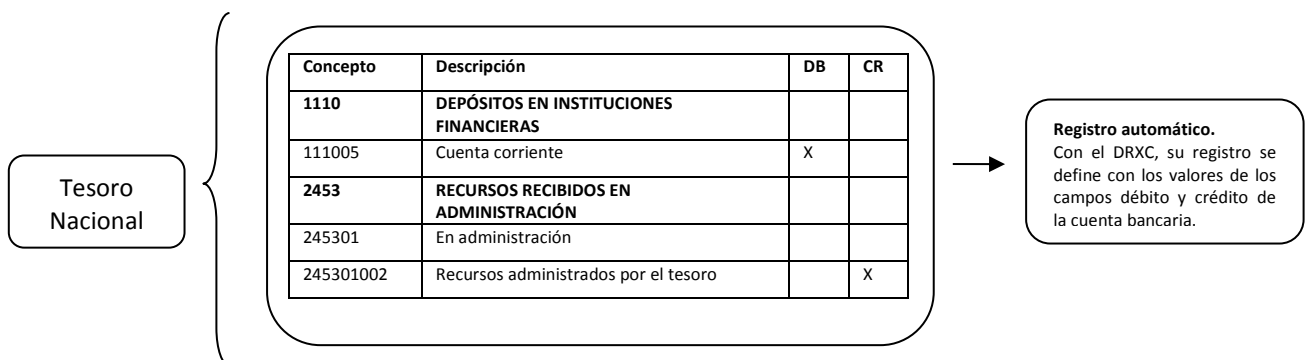 Tesoro
Nacional
Concepto Descripción DB CR
1110 DEPÓSITOS EN INSTITUCIONES
FINANCIERAS
111005 Cuenta corriente X
2453 RECURSOS RECIBIDOS EN
ADMINISTRACIÓN
245301 En administración
245301002 Recursos administrados por el tesoro X
Registro automático.
Con el DRXC, su registro se
define con los valores de los
campos débito y crédito de
la cuenta bancaria.